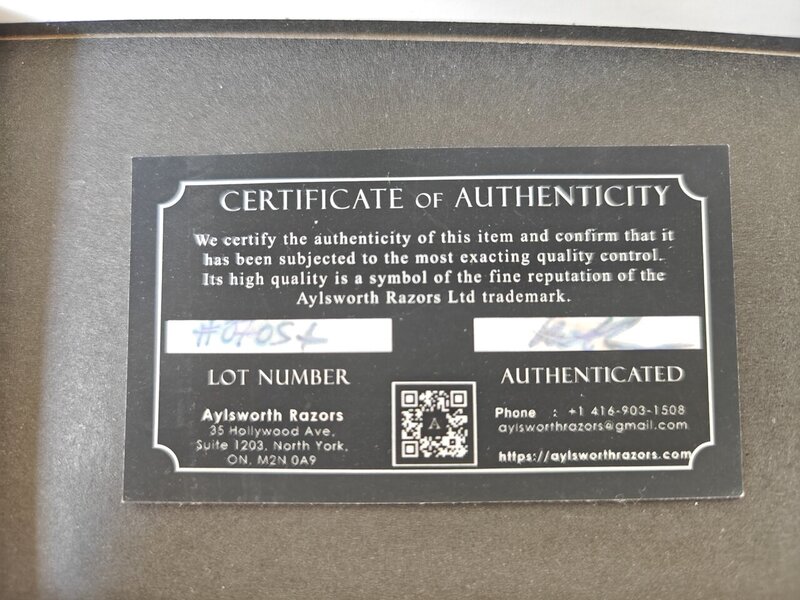 CERTIFICATE OF AUTHENTICITY
We certify the authenticity of this item and confirm that it
has been subjected to the most exacting quality control.
Its high quality is a symbol of the fine reputation of the
Aylsworth Razors Ltd trademark.
LOT NUMBER
AUTHENTICATED
Aylsworth Razors
35 Hollywood Ave,
Suite 1203, North York,
ON, M2N 0A9
A
Phone : +1 416-903-1508
aylsworthrazors@gmail.com
https://aylsworthrazors.com